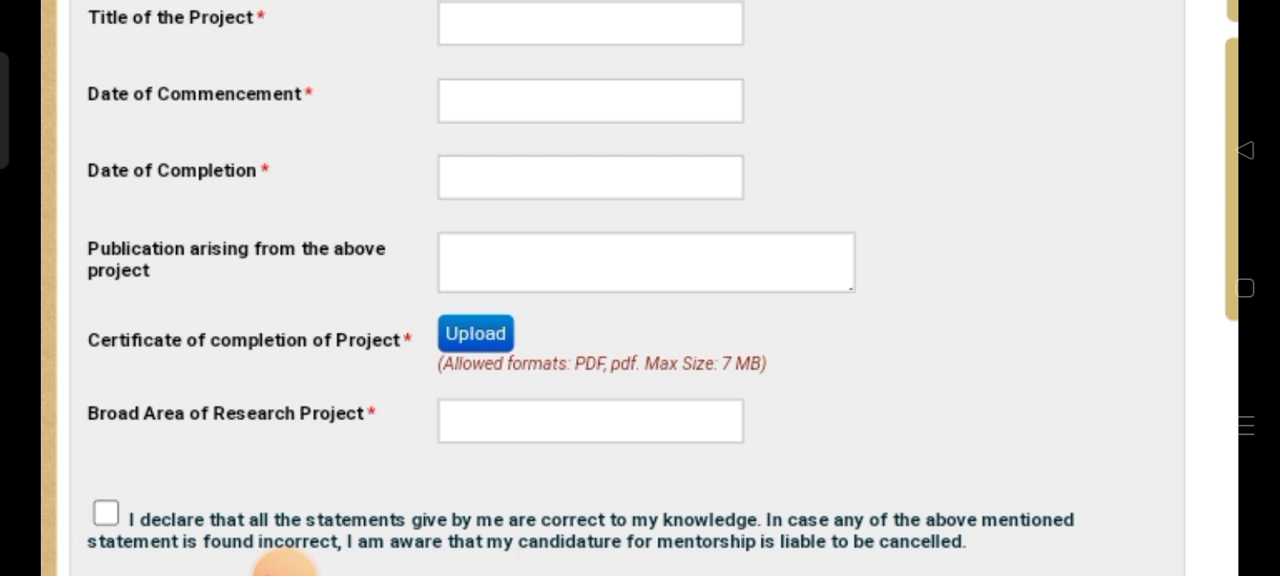 Title of the Project *
Date of Commencement *
Date of Completion *
Publication arising from the above
project
Certificate of completion of Project *
Upload
(Allowed formats: PDF, pdf. Max Size: 7 MB)
Broad Area of Research Project *
I declare that all the statements give by me are correct to my knowledge. In case any of the above mentioned
statement is found incorrect, I am aware that my candidature for mentorship is liable to be cancelled.